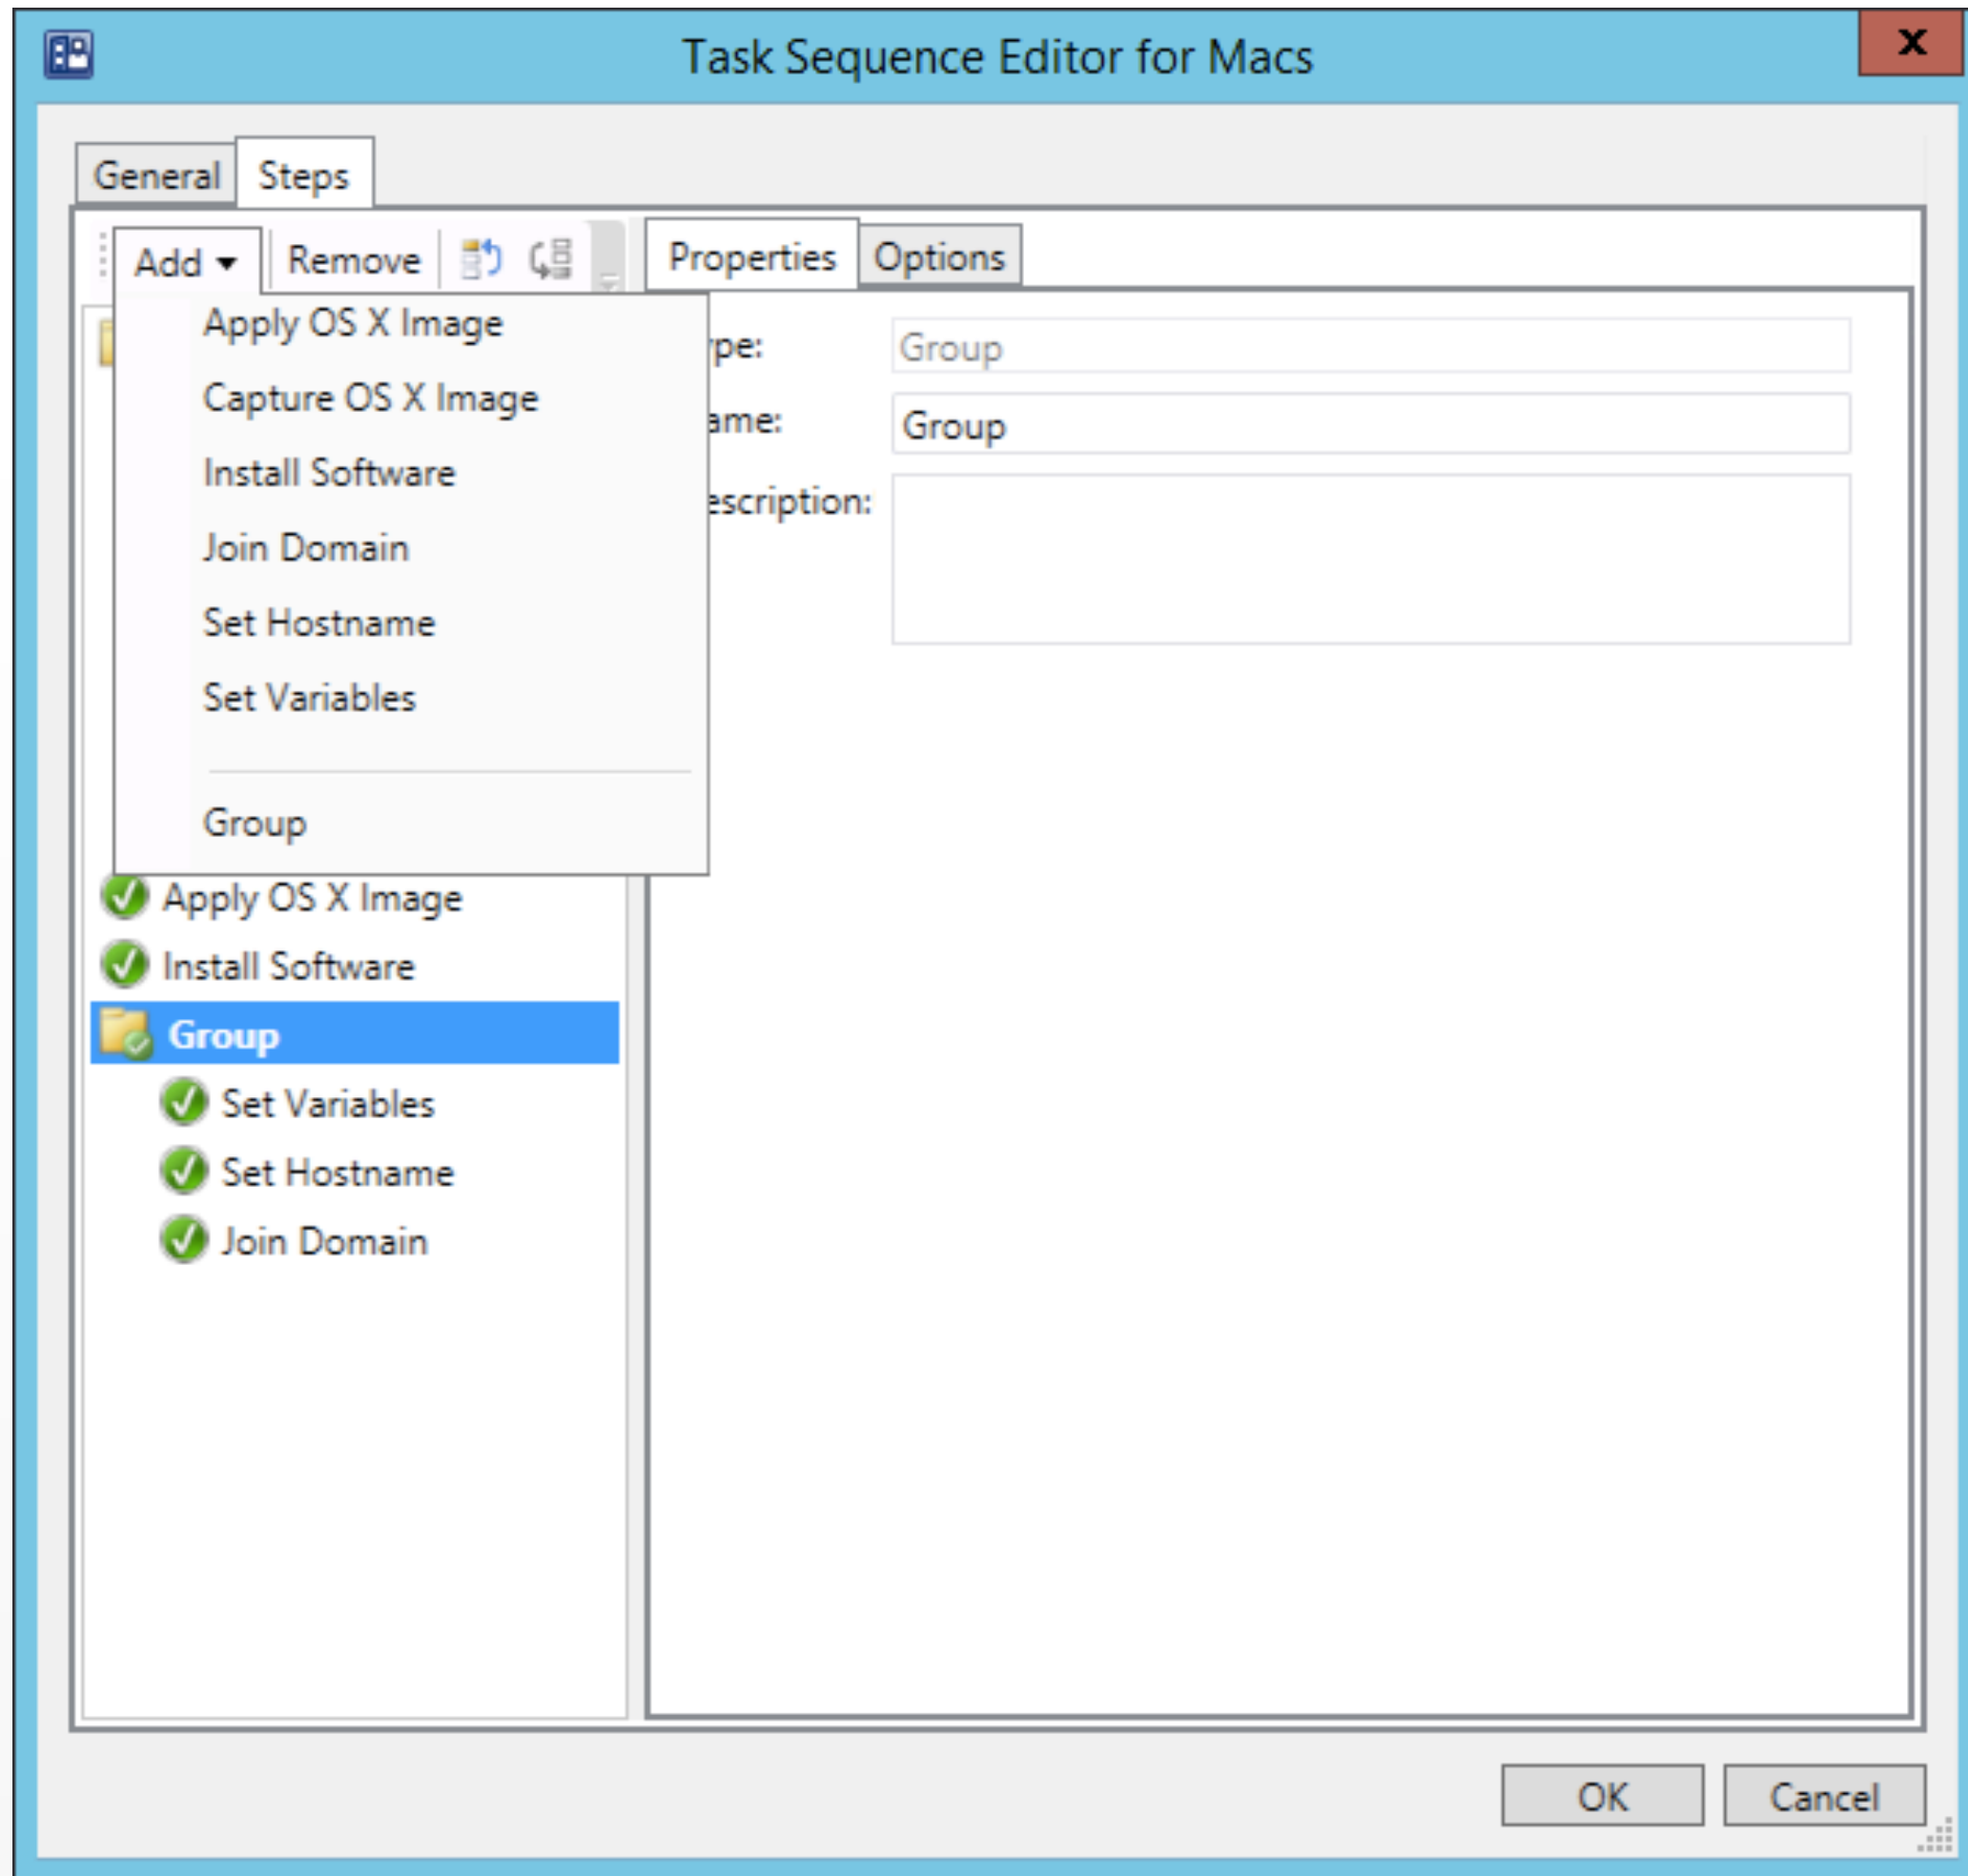 Task Sequence Editor for Macs
x
General Steps
Add Remove
Properties Options
Apply OS X Image
Capture OS X Image
Install Software
Join Domain
Set Hostname
Set Variables
Group
pe: Group
ame: Group
escription:
Apply OS X Image
Install Software
Group
Set Variables
Set Hostname
Join Domain
OK Cancel